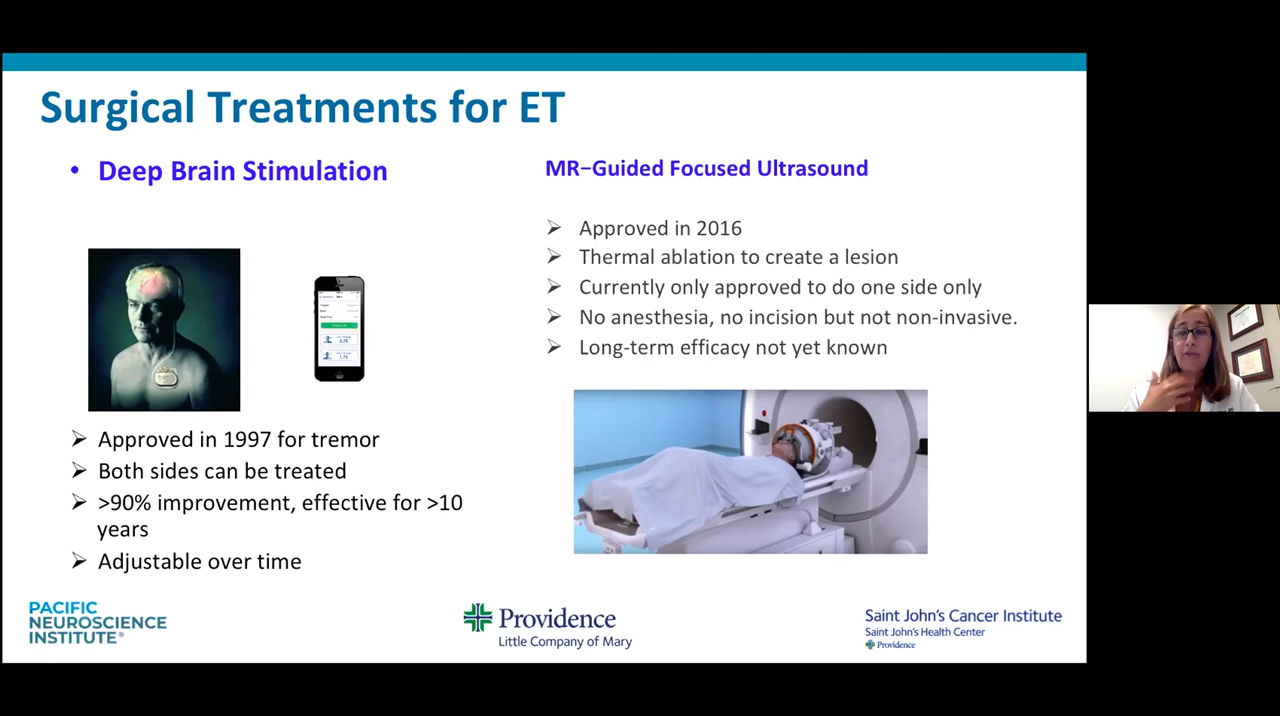 Surgical Treatments for ET
• Deep Brain Stimulation
Approved in 1997 for tremor
Both sides can be treated
>90% improvement, effective for >10
years
Adjustable over time
MR-Guided Focused Ultrasound
Approved in 2016
Thermal ablation to create a lesion
Currently only approved to do one side only
No anesthesia, no incision but not non-invasive.
Long-term efficacy not yet known
PACIFIC
NEUROSCIENCE
INSTITUTE®
Providence
Little Company of Mary
Saint John's Cancer Institute
Saint John's Health Center
Providence